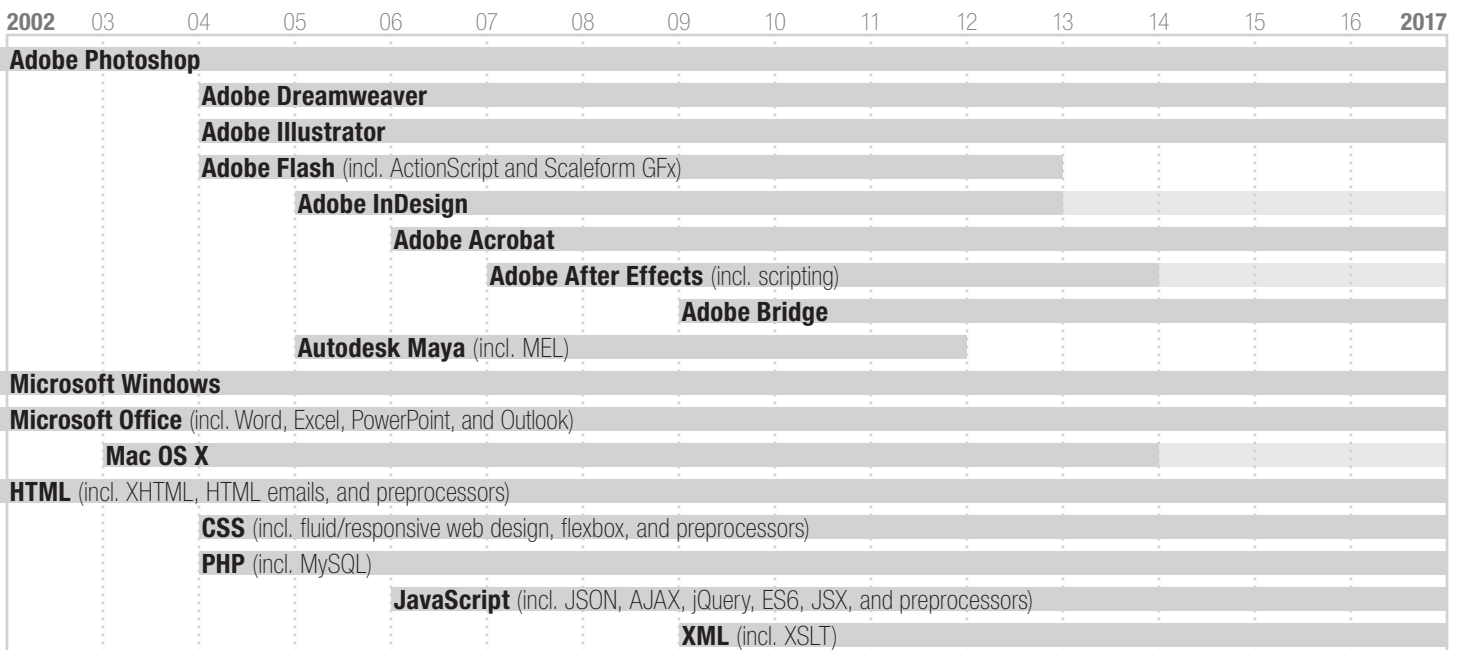 2002 03 04 05 06 07 08 09 10 11 12 13 14 15 16 2017
Adobe Photoshop
Adobe Dreamweaver
Adobe Illustrator
Adobe Flash (incl. ActionScript and Scaleform GFx)
Adobe InDesign
Adobe Acrobat
Adobe After Effects (incl. scripting)
Adobe Bridge
Autodesk Maya (incl. MEL)
Microsoft Windows
Microsoft Office (incl. Word, Excel, PowerPoint, and Outlook)
Mac OS X
HTML (incl. XHTML, HTML emails, and preprocessors)
CSS (incl. fluid/responsive web design, flexbox, and preprocessors)
PHP (incl. MySQL)
JavaScript (incl. JSON, AJAX, jQuery, ES6, JSX, and preprocessors)
XML (incl. XSLT)